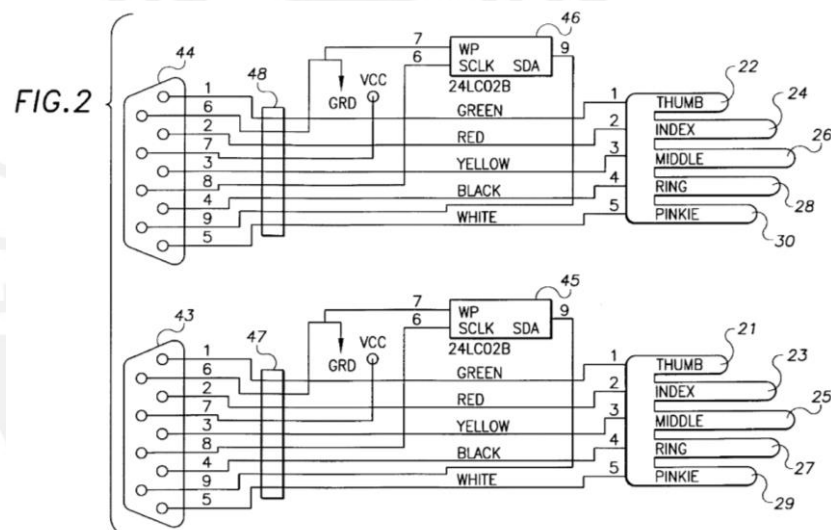 FIG.2
44
1
6
2
7
3
8
4
9
5
48
GRD
VCC
7
6
46
WP
SCLK SDA
9
24LC02B
GREEN
RED
YELLOW
BLACK
WHITE
1
2
3
4
5
THUMB
INDEX
MIDDLE
RING
PINKIE
22
24
26
28
30
43
1
6
2
7
3
8
4
9
5
47
GRD
VCC
7
6
45
WP
SCLK SDA
9
24LC02B
GREEN
RED
YELLOW
BLACK
WHITE
1
2
3
4
5
THUMB
INDEX
MIDDLE
RING
PINKIE
21
23
25
27
29